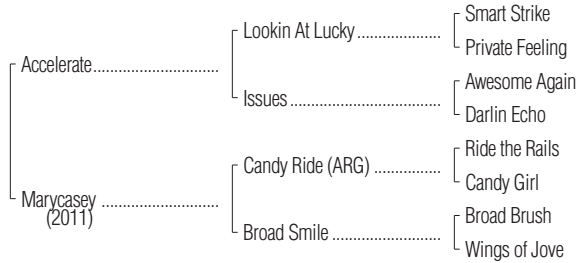 Smart Strike
Lookin At Lucky ....................
Private Feeling
Accelerate..............................
Awesome Again
Issues ....................................
Darlin Echo
Ride the Rails
Candy Ride (ARG) ................
Candy Girl
Marycasey ............................
(2011)
Broad Brush
Broad Smile ..........................
Wings of Jove